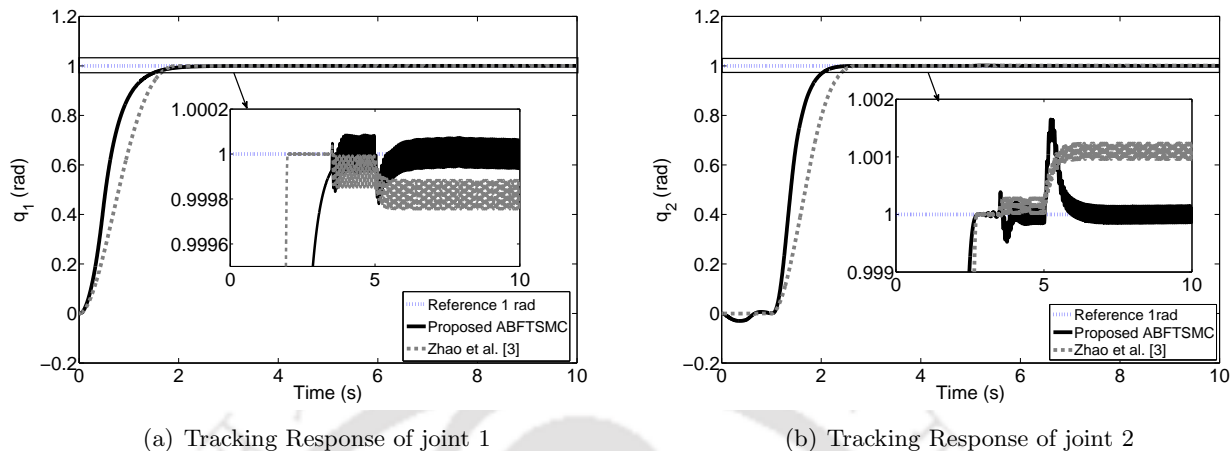 1.2
1
0.8
0.6
0.4
0.2
0
−0.2
q1 (rad)
0 2 4 6 8 10
Time (s)
1.0002
1
0.9998
0.9996
0 5 10
Reference 1 rad
Proposed ABFTSMC
Zhao et al. [3]
(a) Tracking Response of joint 1
1.2
1
0.8
0.6
0.4
0.2
0
−0.2
q2 (rad)
0 2 4 6 8 10
Time (s)
1.002
1.001
1
0.999
0 5 10
Reference 1rad
Proposed ABFTSMC
Zhao et al. [3]
(b) Tracking Response of joint 2